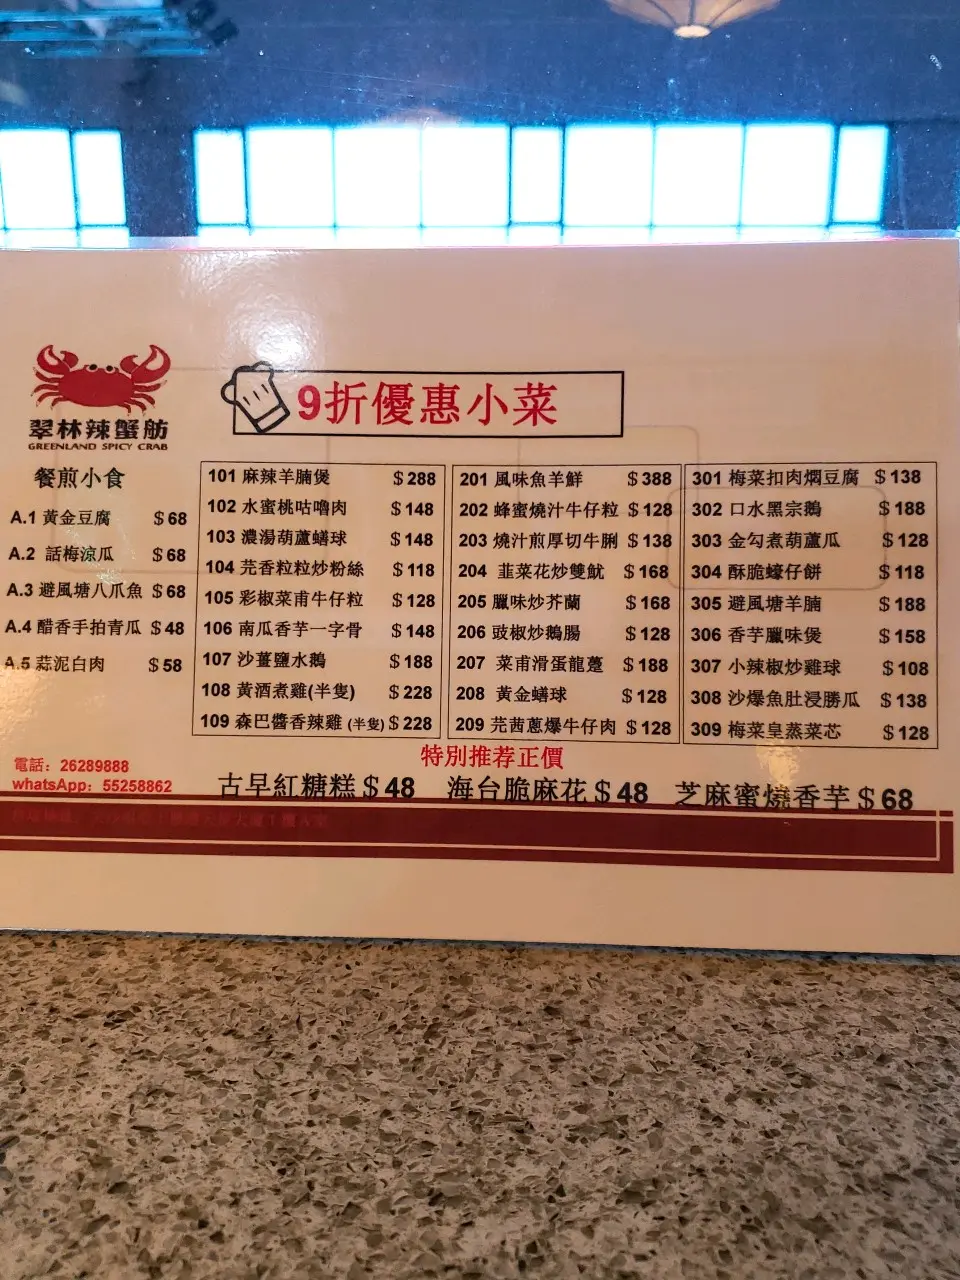 9折優惠小菜
翠林辣蟹舫
GREENLAND SPICY CRAB
餐煎小食
A.1 黃金豆腐 $68
A.2 話梅涼瓜 $68
A.3 避風塘八爪魚 $68
A.4 醋香手拍青瓜 $48
A.5 蒜泥白肉 $58
101 麻辣羊腩煲 $288
102 水蜜桃咕嚕肉 $148
103 濃湯葫蘆蟮球 $148
104 芫香粒粒炒粉絲 $118
105 彩椒菜甫牛仔粒 $128
106 南瓜香芋一字骨 $148
107 沙薑鹽水鵝 $188
108 黃酒煮雞(半隻) $228
109 森巴醬香辣雞 (半隻) $228
201 風味魚羊鮮 $388
202 蜂蜜燒汁牛仔粒 $128
203 燒汁煎厚切牛脷 $138
204 韮菜花炒雙魷 $168
205 臘味炒芥蘭 $168
206 豉椒炒鵝腸 $128
207 菜甫滑蛋龍躉 $188
208 黃金蟮球 $128
209 芫茜蔥爆牛仔肉 $128
301 梅菜扣肉燜豆腐 $138
302 口水黑宗鵝 $188
303 金勾煮葫蘆瓜 $128
304 酥脆蠔仔餅 $118
305 避風塘羊腩 $188
306 香芋臘味煲 $158
307 小辣椒炒雞球 $108
308 沙爆魚肚浸勝瓜 $138
309 梅菜皇蒸菜芯 $128
特別推荐正價
電話：26289888
whatsApp：55258862
古早紅糖糕 $48 海台脆麻花 $48 芝麻蜜燒香芋 $68